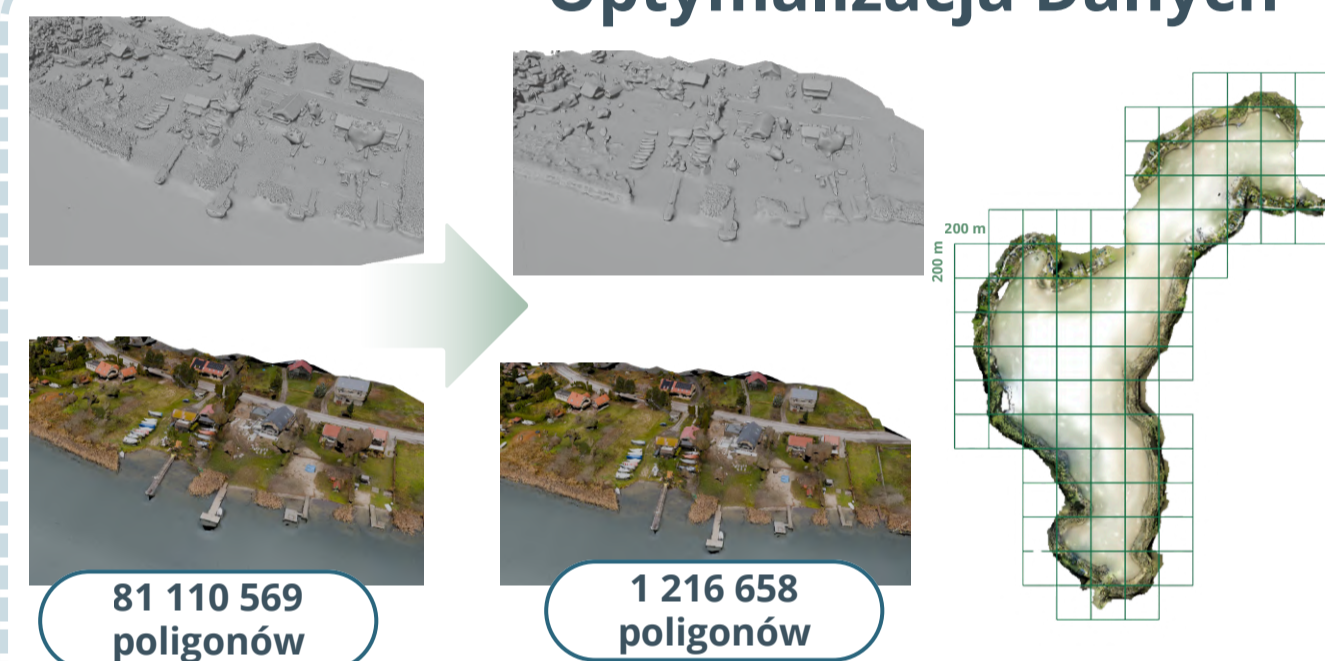 Optymalizacja Danych
200 m
200 m
81 110 569
poligonów
1 216 658
poligonów